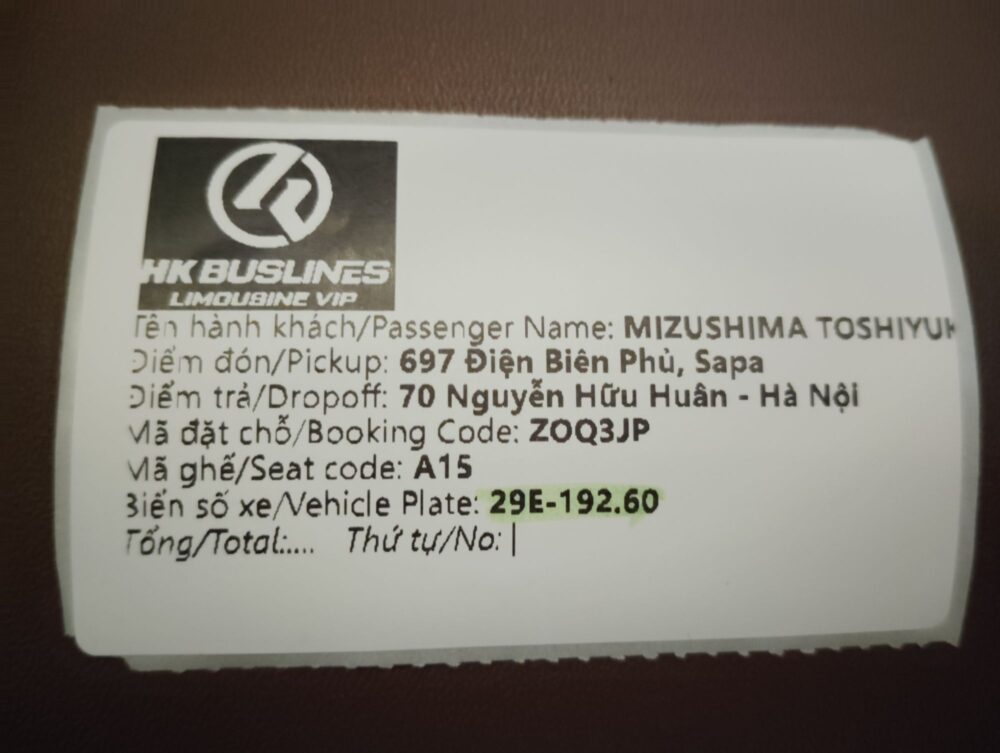 HK BUSLINES
LIMOUSINE VIP
Tên hành khách/Passenger Name: MIZUSHIMA TOSHIYUK
Điểm đón/Pickup: 697 Điện Biên Phủ, Sapa
Điểm trả/Dropoff: 70 Nguyễn Hữu Huân - Hà Nội
Mã đặt chỗ/Booking Code: ZOQ3JP
Mã ghế/Seat code: A15
Biển số xe/Vehicle Plate: 29E-192.60
Tổng/Total:.... Thứ tự/No: |